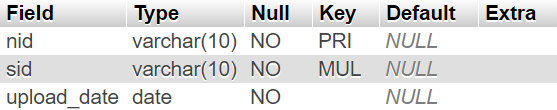 Field Type Null Key Default Extra
nid varchar(10) NO PRI NULL
sid varchar(10) NO MUL NULL
upload_date date NO NULL